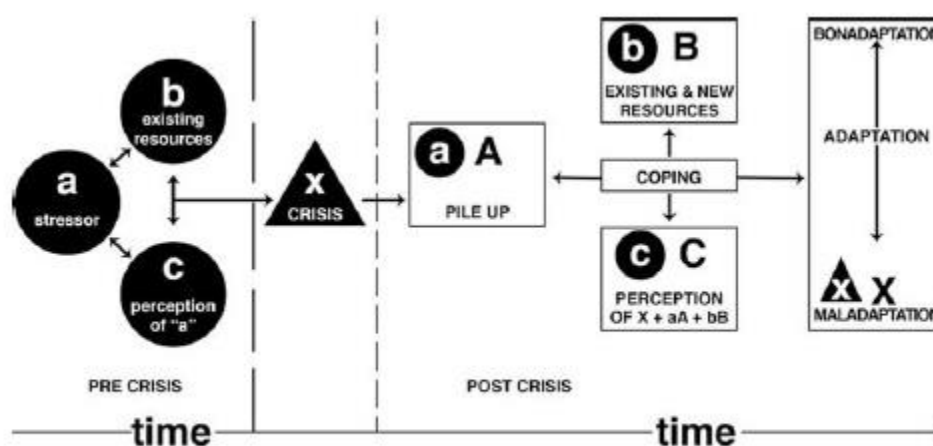 b
existing
resources
a
stressor
c
perception
of "a"
x
CRISIS
a A
PILE UP
b B
EXISTING & NEW
RESOURCES
COPING
c C
PERCEPTION
OF X + aA + bB
BONADAPTATION
ADAPTATION
x X
MALADAPTATION
PRE CRISIS
POST CRISIS
time
time